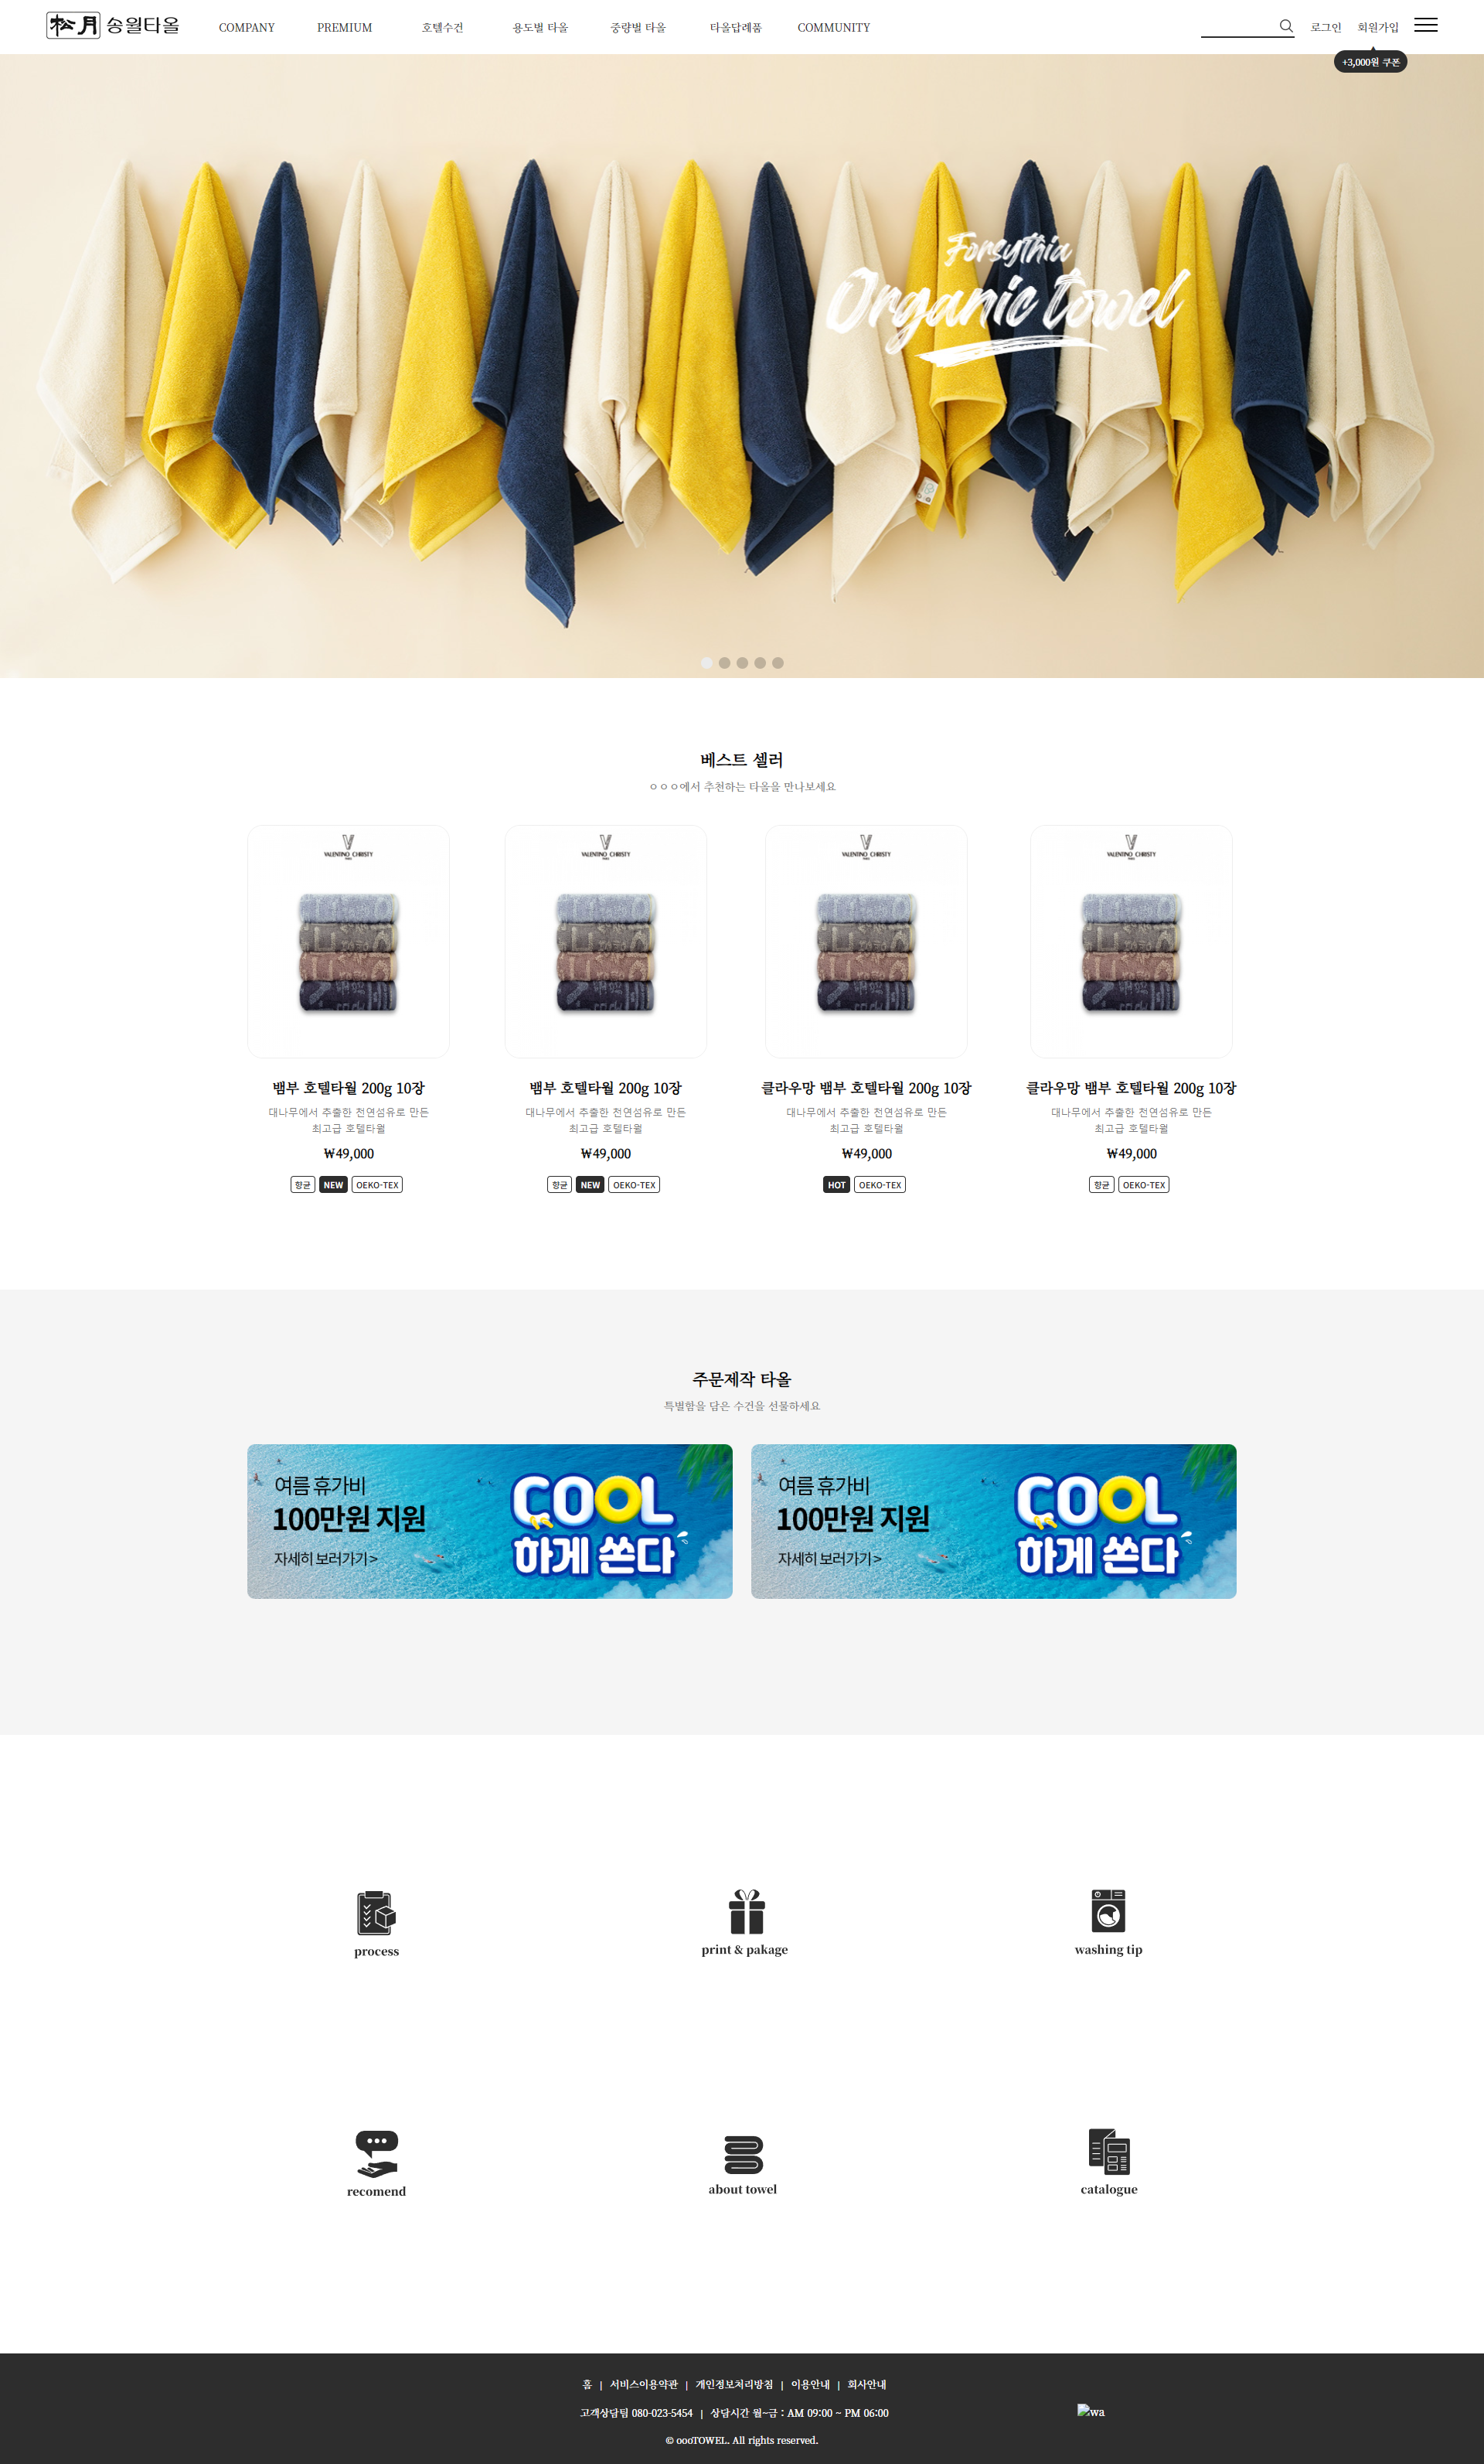 松月 송월타올
COMPANY PREMIUM 호텔수건 용도별 타올 중량별 타올 타올답례품 COMMUNITY
로그인 회원가입
+3,000원 쿠폰
Forsythia
Organic towel
베스트 셀러
ㅇㅇㅇ에서 추천하는 타올을 만나보세요
VALENTINO CHRISTY VALENTINO CHRISTY VALENTINO CHRISTY VALENTINO CHRISTY
뱀부 호텔타월 200g 10장 뱀부 호텔타월 200g 10장 클라우망 뱀부 호텔타월 200g 10장 클라우망 뱀부 호텔타월 200g 10장
대나무에서 추출한 천연섬유로 만든 대나무에서 추출한 천연섬유로 만든 대나무에서 추출한 천연섬유로 만든 대나무에서 추출한 천연섬유로 만든
최고급 호텔타월 최고급 호텔타월 최고급 호텔타월 최고급 호텔타월
₩49,000 ₩49,000 ₩49,000 ₩49,000
향균 NEW OEKO-TEX 향균 NEW OEKO-TEX HOT OEKO-TEX 향균 OEKO-TEX
주문제작 타올
특별함을 담은 수건을 선물하세요
여름 휴가비
100만원 지원
자세히 보러가기 >
COOL
하게 쏜다
여름 휴가비
100만원 지원
자세히 보러가기 >
COOL
하게 쏜다
process print & pakage washing tip
recomend about towel catalogue
홈 | 서비스이용약관 | 개인정보처리방침 | 이용안내 | 회사안내
고객상담팀 080-023-5454 | 상담시간 월~금 : AM 09:00 ~ PM 06:00
wa
© oooTOWEL. All rights reserved.